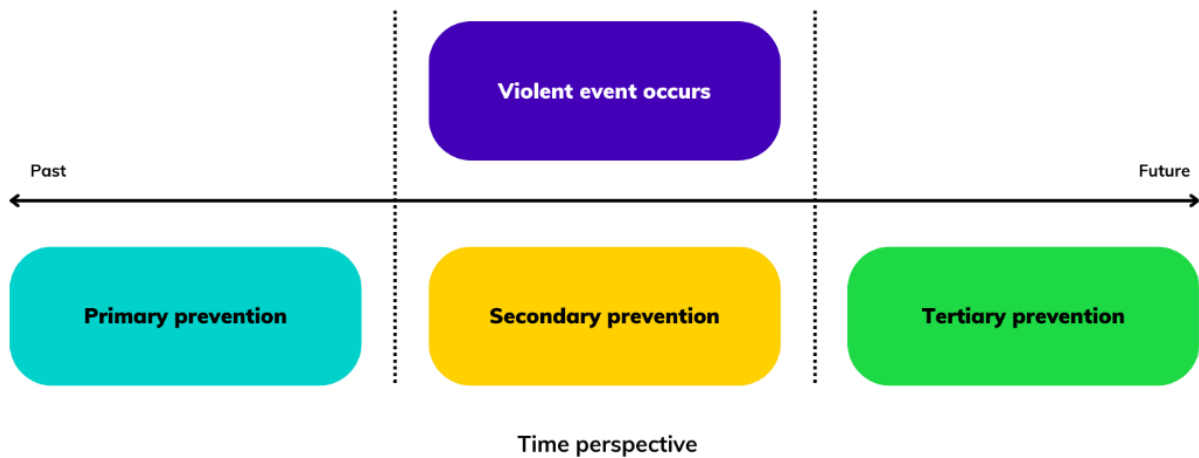 Violent event occurs
Past
Future
Primary prevention
Secondary prevention
Tertiary prevention
Time perspective